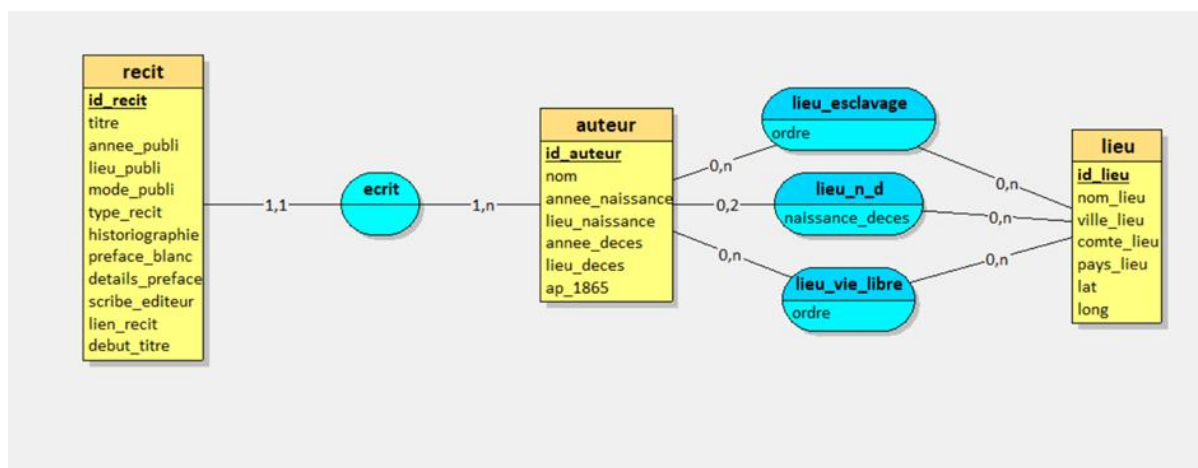 recit
id_recit
titre
annee_publi
lieu_publi
mode_publi
type_recit
historiographie
preface_blanc
details_preface
scribe_editeur
lien_recit
debut_titre
1,1
ecrit
1,n
auteur
id_auteur
nom
annee_naissance
lieu_naissance
annee_deces
lieu_deces
ap_1865
0,n
lieu_esclavage
ordre
0,n
0,2
lieu_n_d
naissance_deces
0,n
0,n
lieu_vie_libre
ordre
0,n
lieu
id_lieu
nom_lieu
ville_lieu
comte_lieu
pays_lieu
lat
long